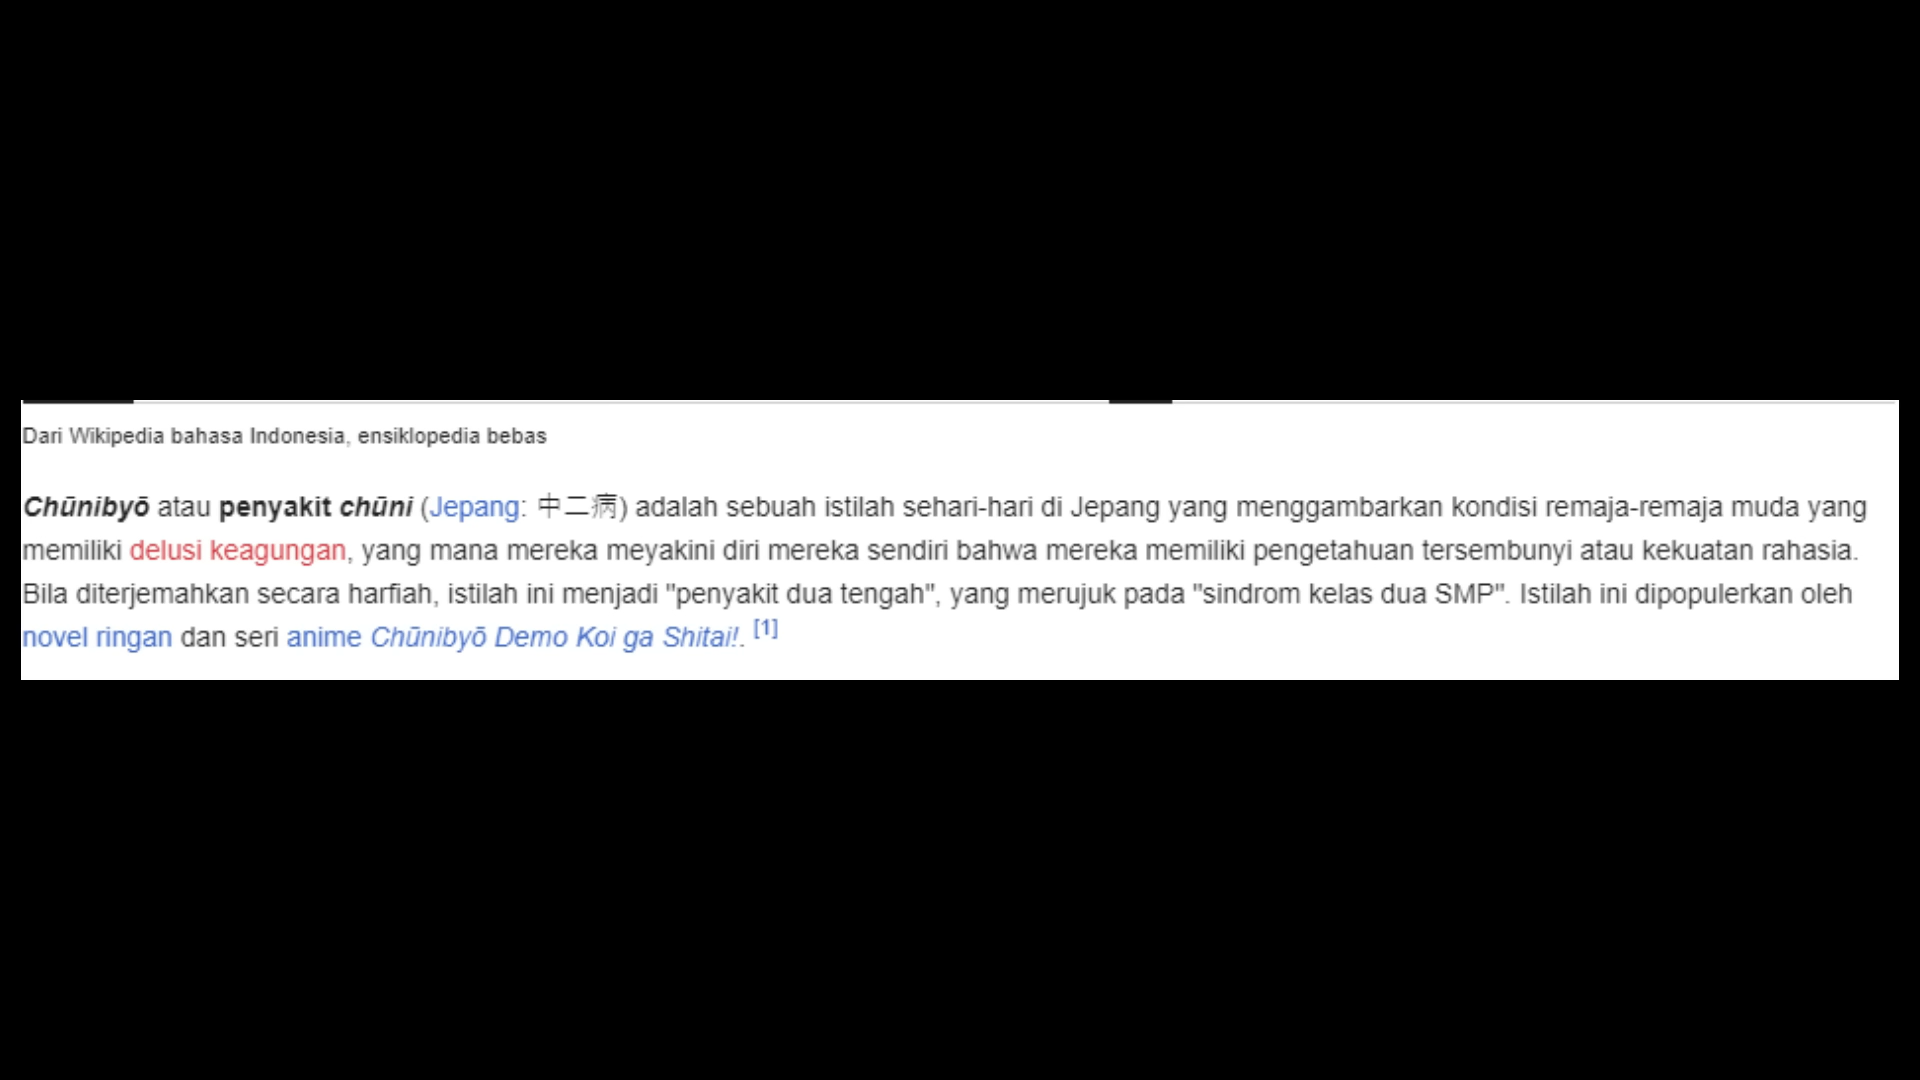 Dari Wikipedia bahasa Indonesia, ensiklopedia bebas
Chūnibyō atau penyakit chūni (Jepang: 中二病) adalah sebuah istilah sehari-hari di Jepang yang menggambarkan kondisi remaja-remaja muda yang
memiliki delusi keagungan, yang mana mereka meyakini diri mereka sendiri bahwa mereka memiliki pengetahuan tersembunyi atau kekuatan rahasia.
Bila diterjemahkan secara harfiah, istilah ini menjadi "penyakit dua tengah", yang merujuk pada "sindrom kelas dua SMP". Istilah ini dipopulerkan oleh
novel ringan dan seri anime Chūnibyō Demo Koi ga Shitai!. [1]